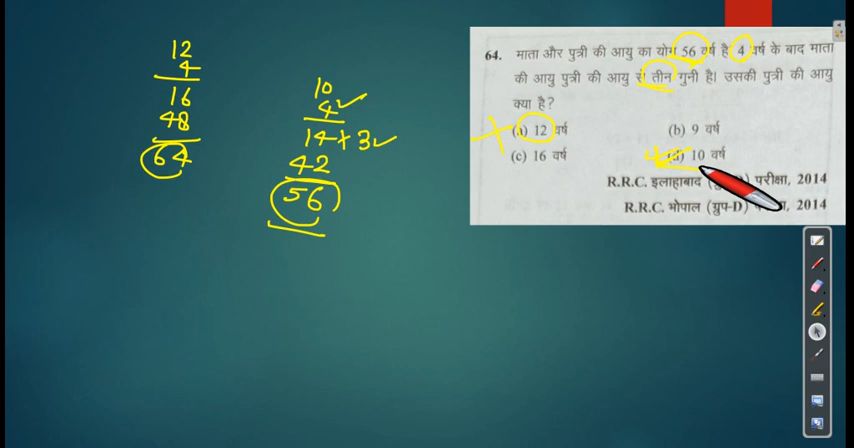 12
4
16
48
64
10
4
14 × 3
42
56
64. माता और पुत्री की आयु का योग 56 वर्ष है 4 वर्ष के बाद माता
की आयु पुत्री की आयु से तीन गुनी है। उसकी पुत्री की आयु
क्या है?
(a) 12 वर्ष (b) 9 वर्ष
(c) 16 वर्ष (d) 10 वर्ष
R.R.C. इलाहाबाद परीक्षा, 2014
R.R.C. भोपाल (ग्रुप-D) 2014